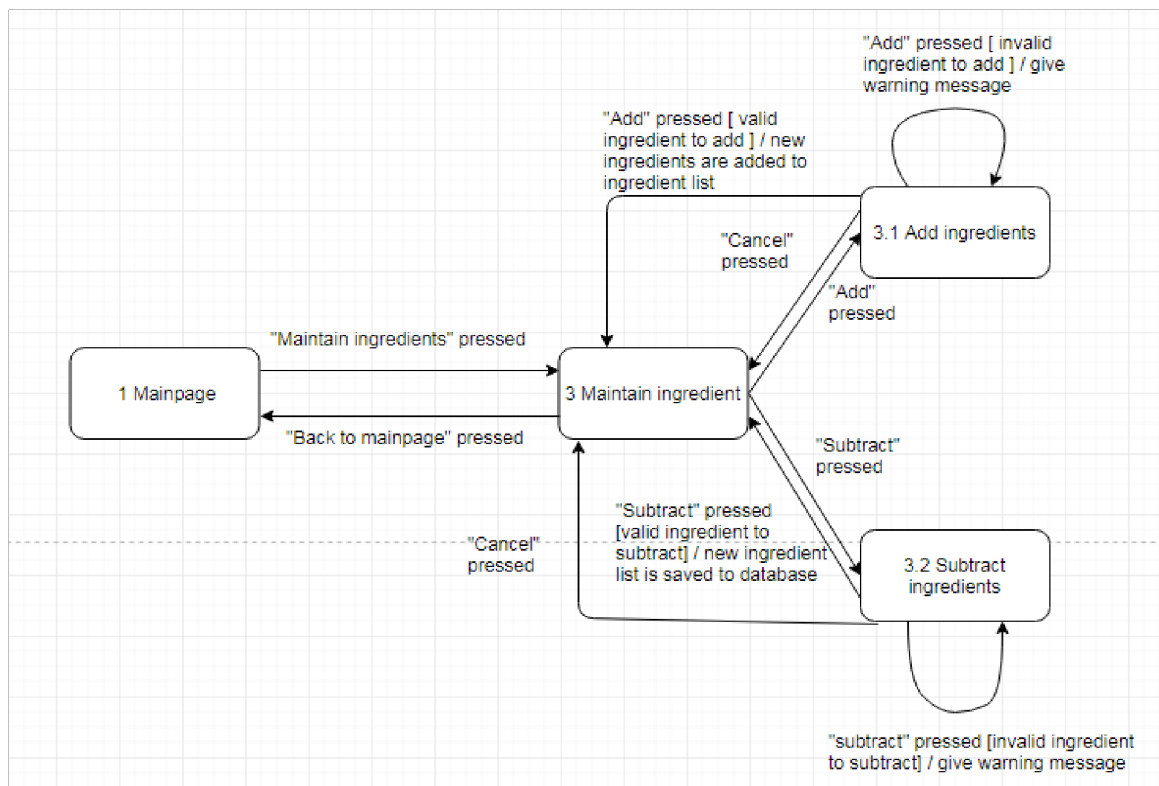 "Add" pressed [ invalid
ingredient to add ] / give
warning message
"Add" pressed [ valid
ingredient to add ] / new
ingredients are added to
ingredient list
3.1 Add ingredients
"Cancel"
pressed
"Add"
pressed
"Maintain ingredients" pressed
1 Mainpage
3 Maintain ingredient
"Back to mainpage" pressed
"Subtract"
pressed
"Subtract" pressed
[valid ingredient to
subtract] / new ingredient
list is saved to database
"Cancel"
pressed
3.2 Subtract
ingredients
"subtract" pressed [invalid ingredient
to subtract] / give warning message